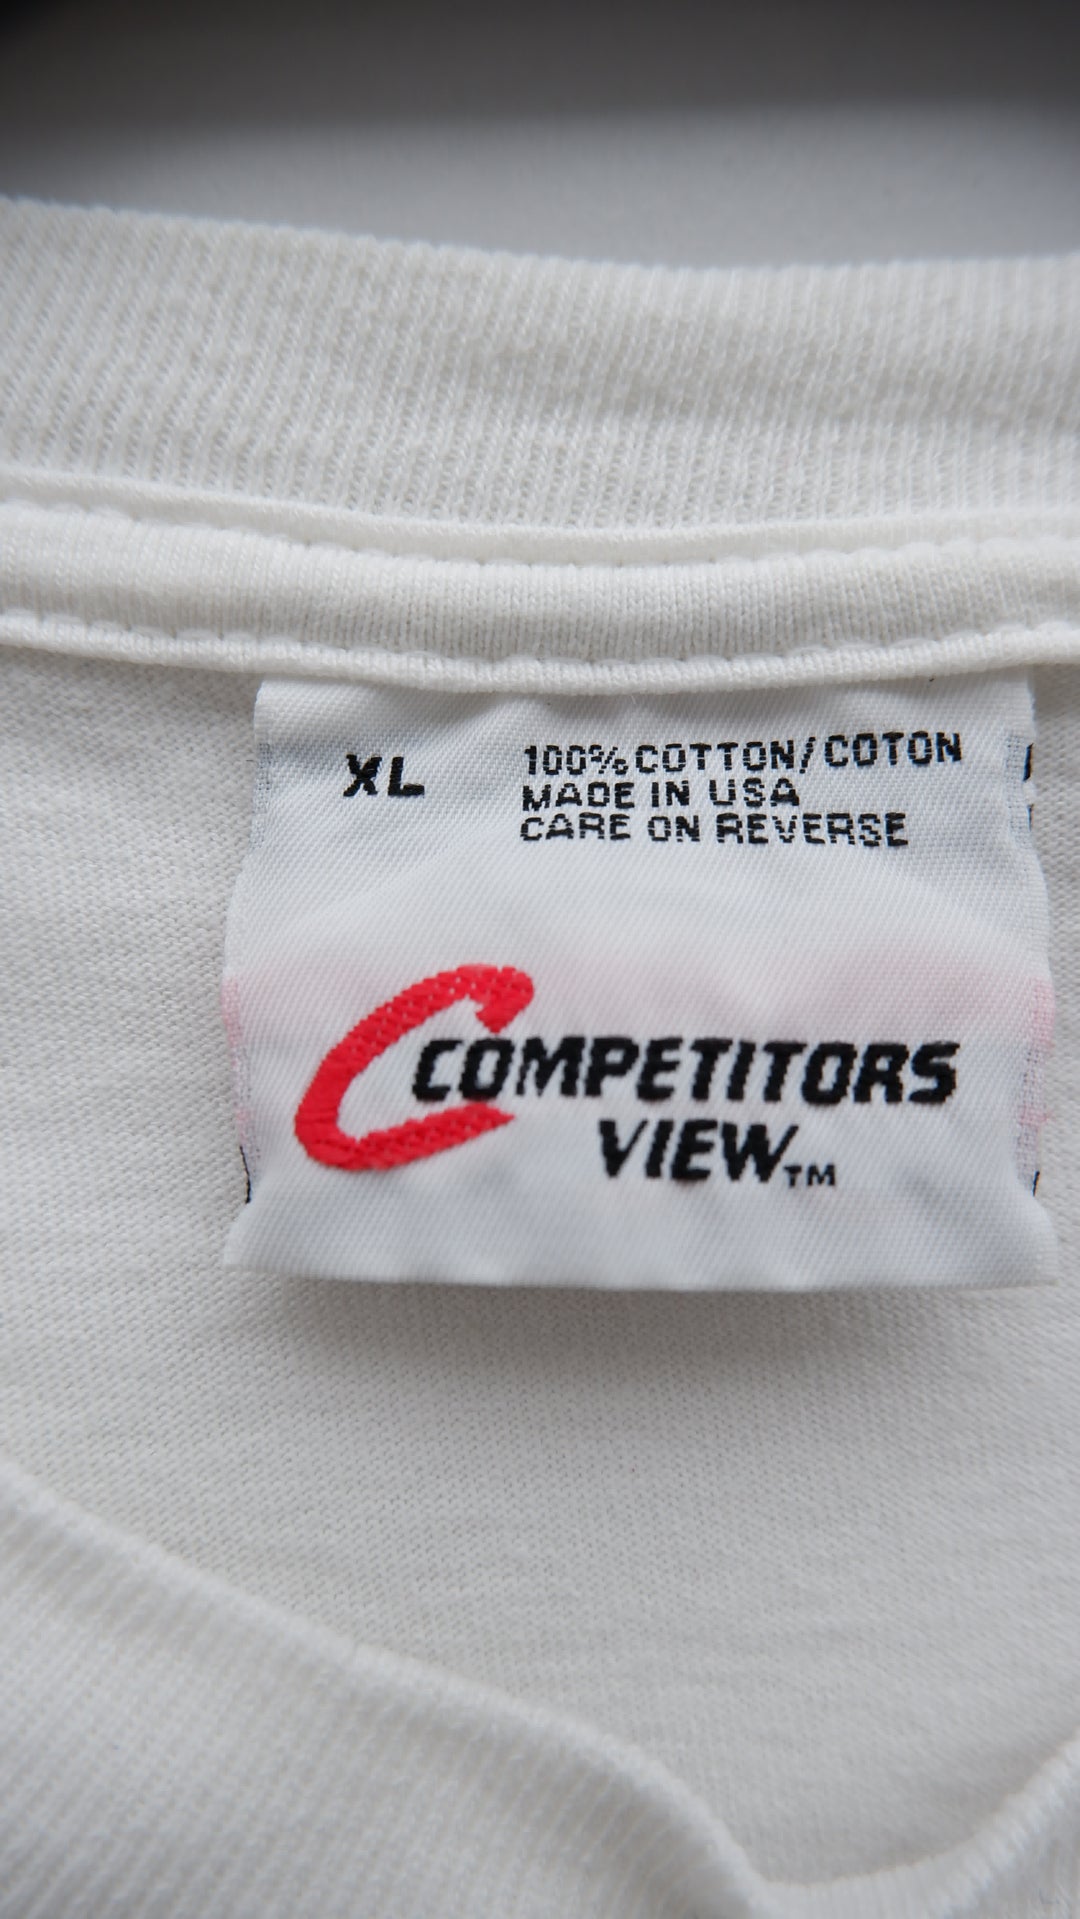 XL
100% COTTON/COTON
MADE IN USA
CARE ON REVERSE
COMPETITORS
VIEW™